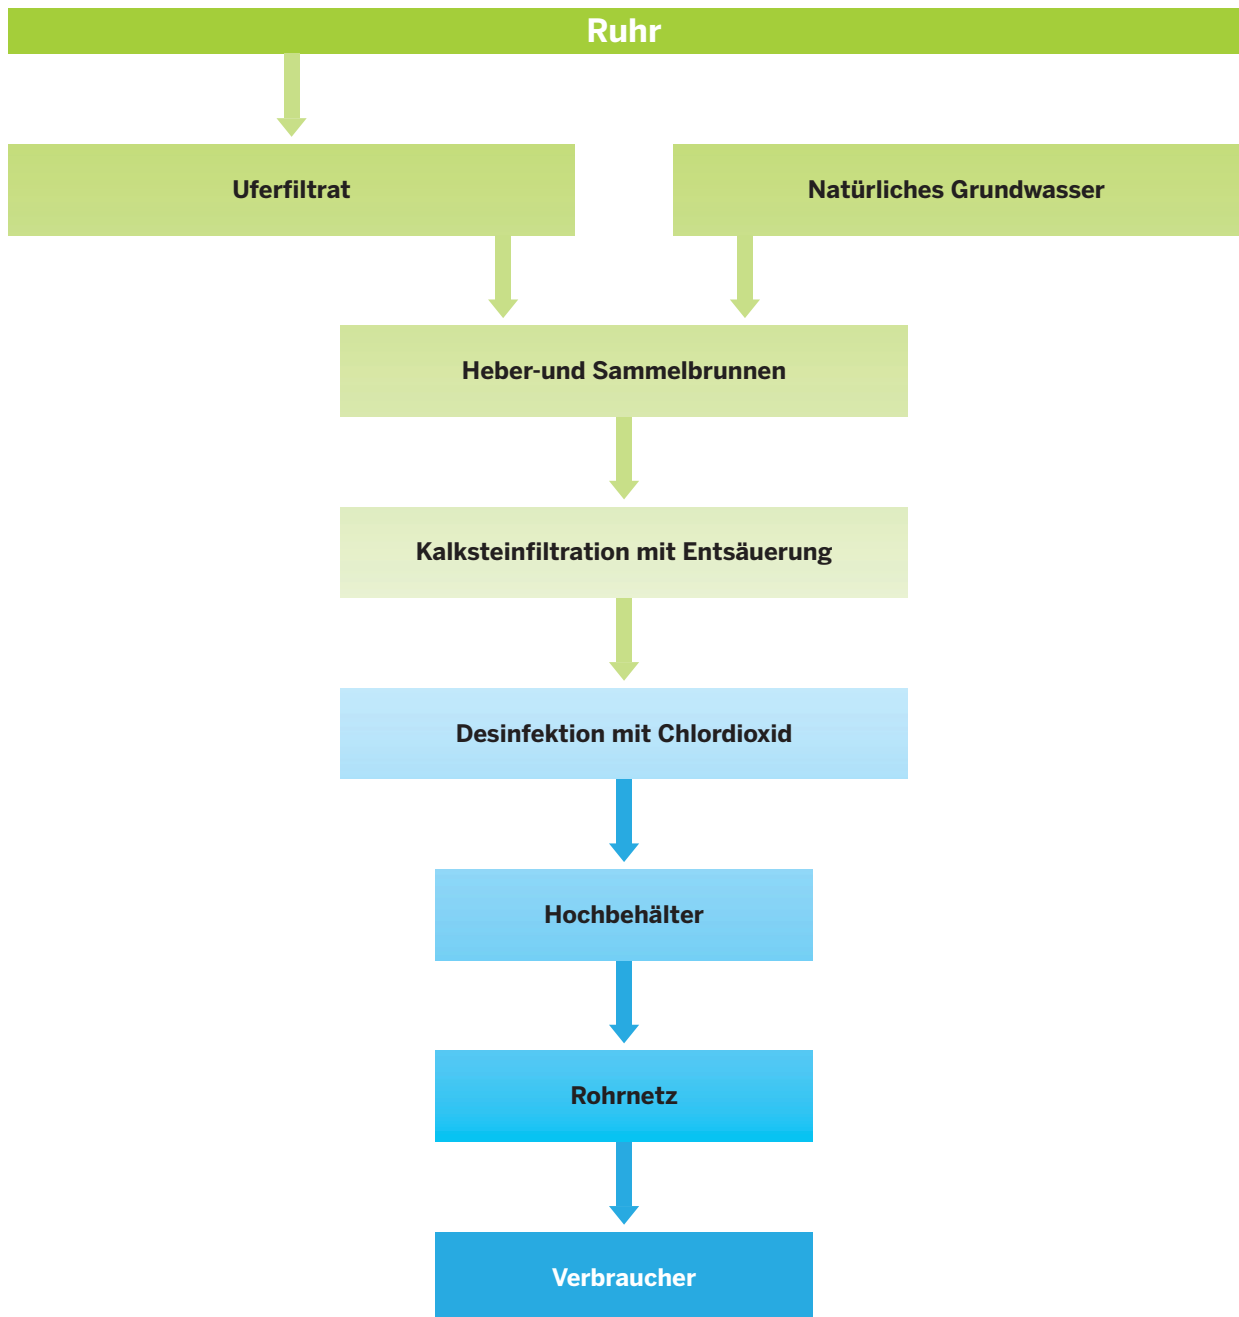 Ruhr
Uferfiltrat
Natürliches Grundwasser
Heber-und Sammelbrunnen
Kalksteinfiltration mit Entsäuerung
Desinfektion mit Chlordioxid
Hochbehälter
Rohrnetz
Verbraucher